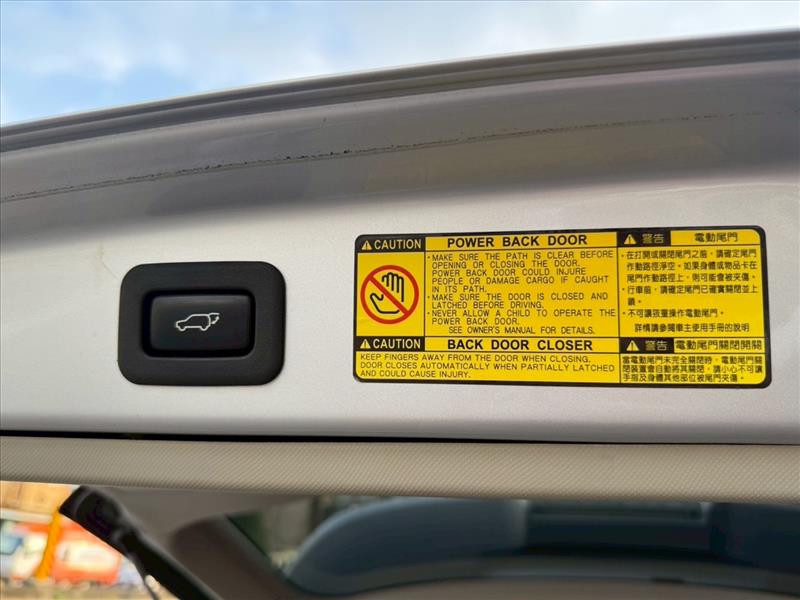 CAUTION
POWER BACK DOOR
・MAKE SURE THE PATH IS CLEAR BEFORE
OPENING OR CLOSING THE DOOR.
POWER BACK DOOR COULD INJURE
PEOPLE OR DAMAGE CARGO IF CAUGHT
IN ITS PATH.
・MAKE SURE THE DOOR IS CLOSED AND
LATCHED BEFORE DRIVING.
・NEVER ALLOW A CHILD TO OPERATE THE
POWER BACK DOOR.
SEE OWNER'S MANUAL FOR DETAILS.
警告
電動尾門
・在打開或關閉尾門之前，請確定尾門
作動路徑淨空。如果身體或物品卡在
尾門作動路徑上，則可能會被夾傷。
・行車前，請確定尾門已確實關閉並上
鎖。
・不可讓孩童操作電動尾門。
詳情請參閱車主使用手冊的說明
CAUTION
BACK DOOR CLOSER
KEEP FINGERS AWAY FROM THE DOOR WHEN CLOSING.
DOOR CLOSES AUTOMATICALLY WHEN PARTIALLY LATCHED
AND COULD CAUSE INJURY.
警告
電動尾門關閉開關
當電動尾門未完全關閉時，電動尾門關
閉裝置會自動將其關閉，請小心不可讓
手指及身體其他部位被尾門夾傷。